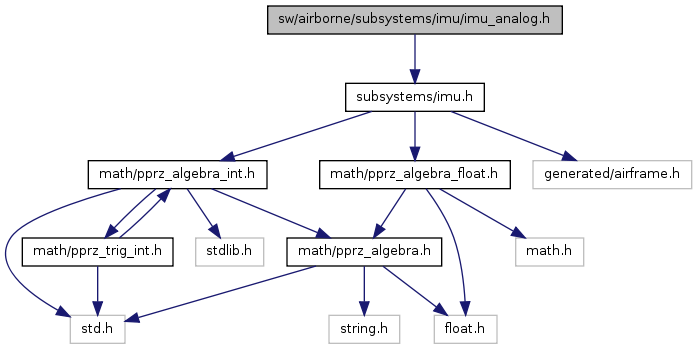 sw/airborne/subsystems/imu/imu_analog.h
subsystems/imu.h
math/pprz_algebra_int.h
math/pprz_algebra_float.h
generated/airframe.h
math/pprz_trig_int.h
stdlib.h
math/pprz_algebra.h
math.h
std.h
string.h
float.h